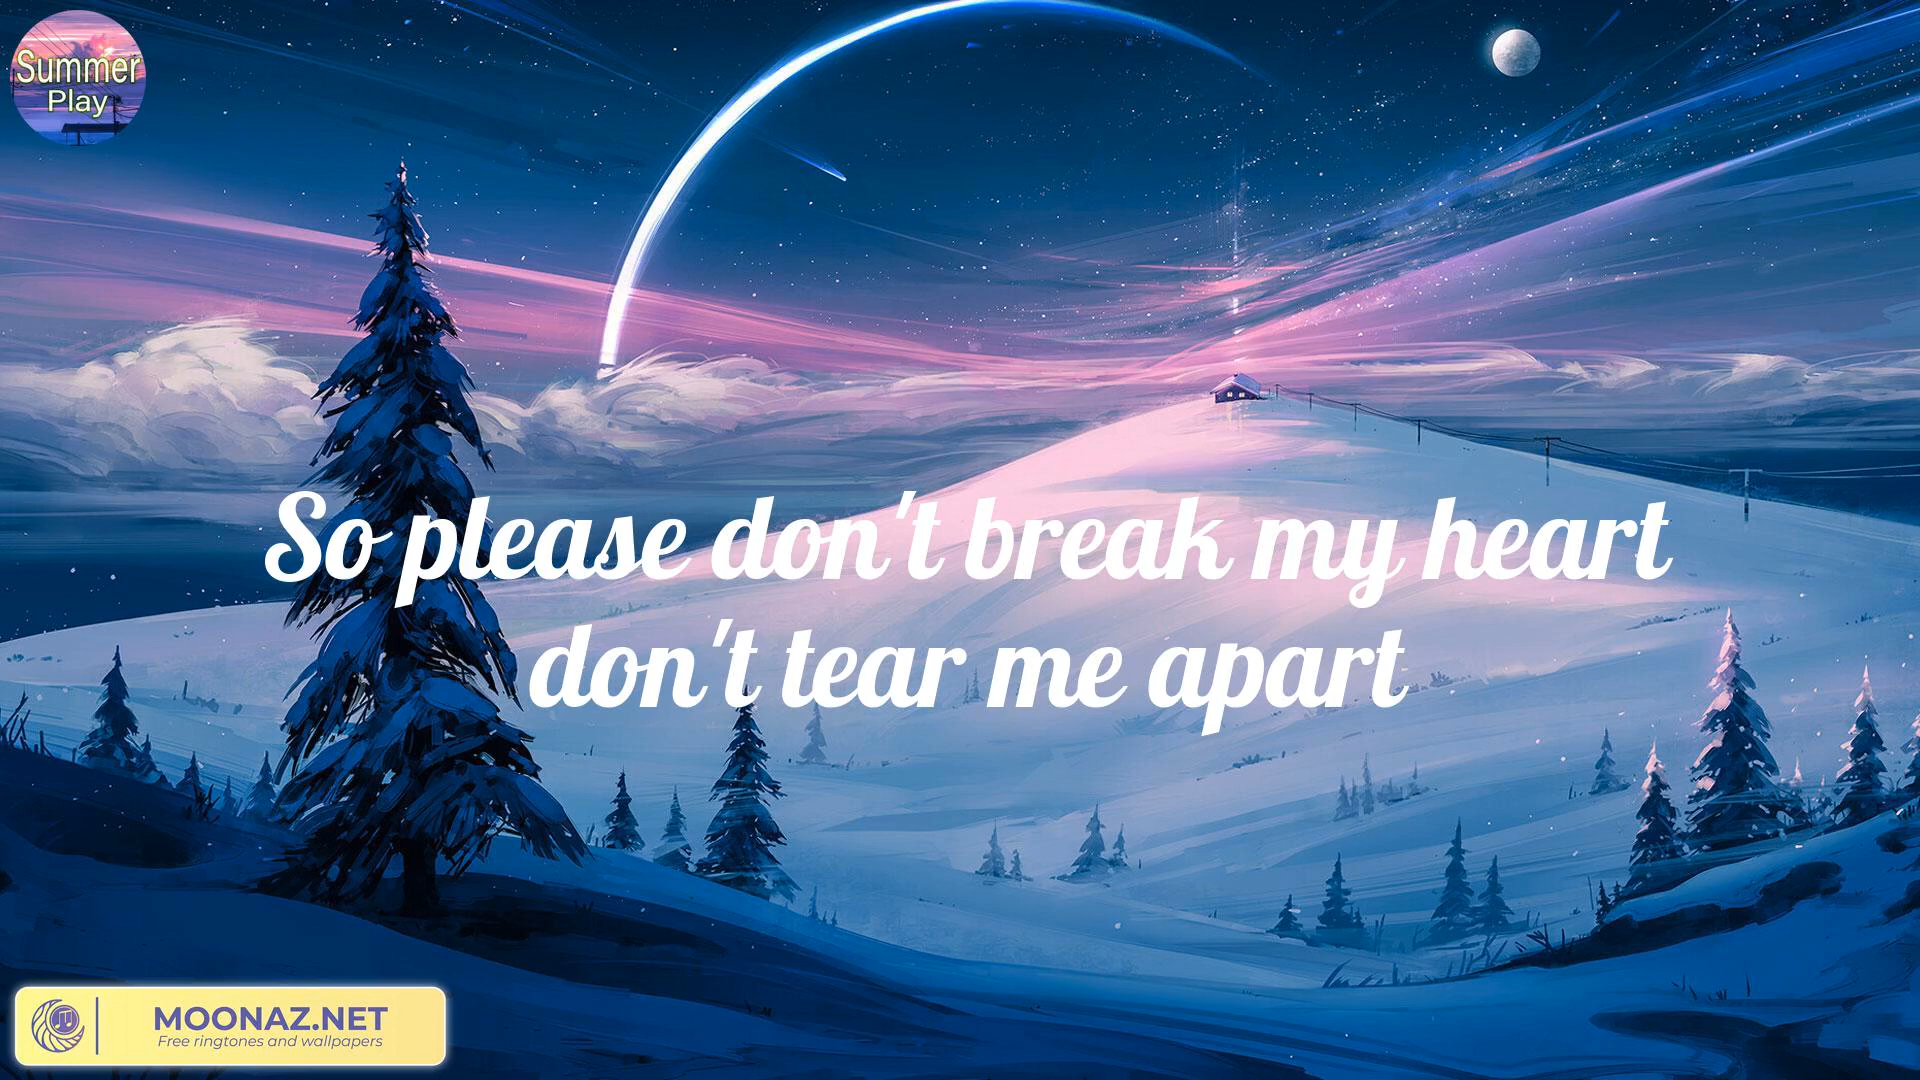 Summer
Play
So please don't break my heart
don't tear me apart
MOONAZ.NET
Free ringtones and wallpapers